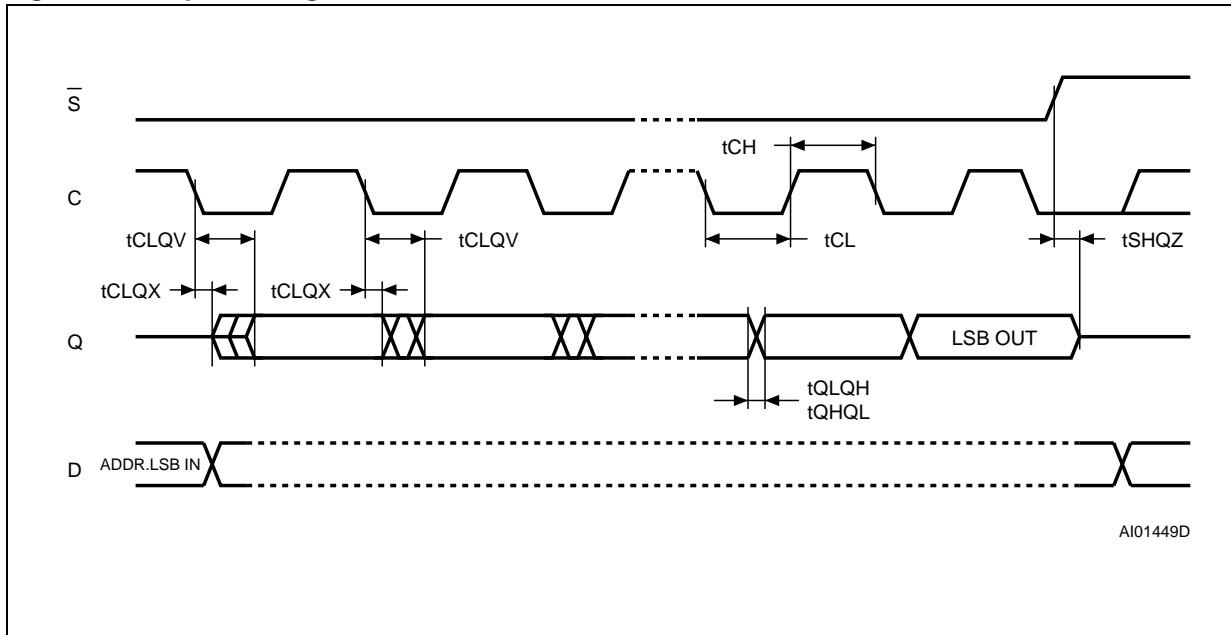 S
tCH
C
tCLQV
tCLQV
tCL
tSHQZ
tCLQX
tCLQX
Q
LSB OUT
tQLQH
tQHQL
D
ADDR.LSB IN
AI01449D